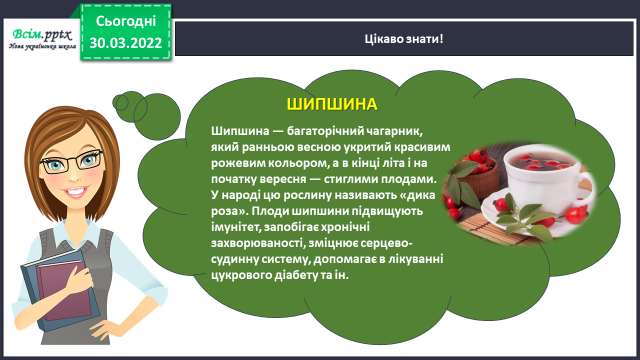 Всім.pptx
Нова українська школа
Сьогодні
30.03.2022
Цікаво знати!
ШИПШИНА
Шипшина — багаторічний чагарник,
який ранньою весною укритий красивим
рожевим кольором, а в кінці літа і на
початку вересня — стиглими плодами.
У народі цю рослину називають «дика
роза». Плоди шипшини підвищують
імунітет, запобігає хронічні
захворюваності, зміцнює серцево-
судинну систему, допомагає в лікуванні
цукрового діабету та ін.